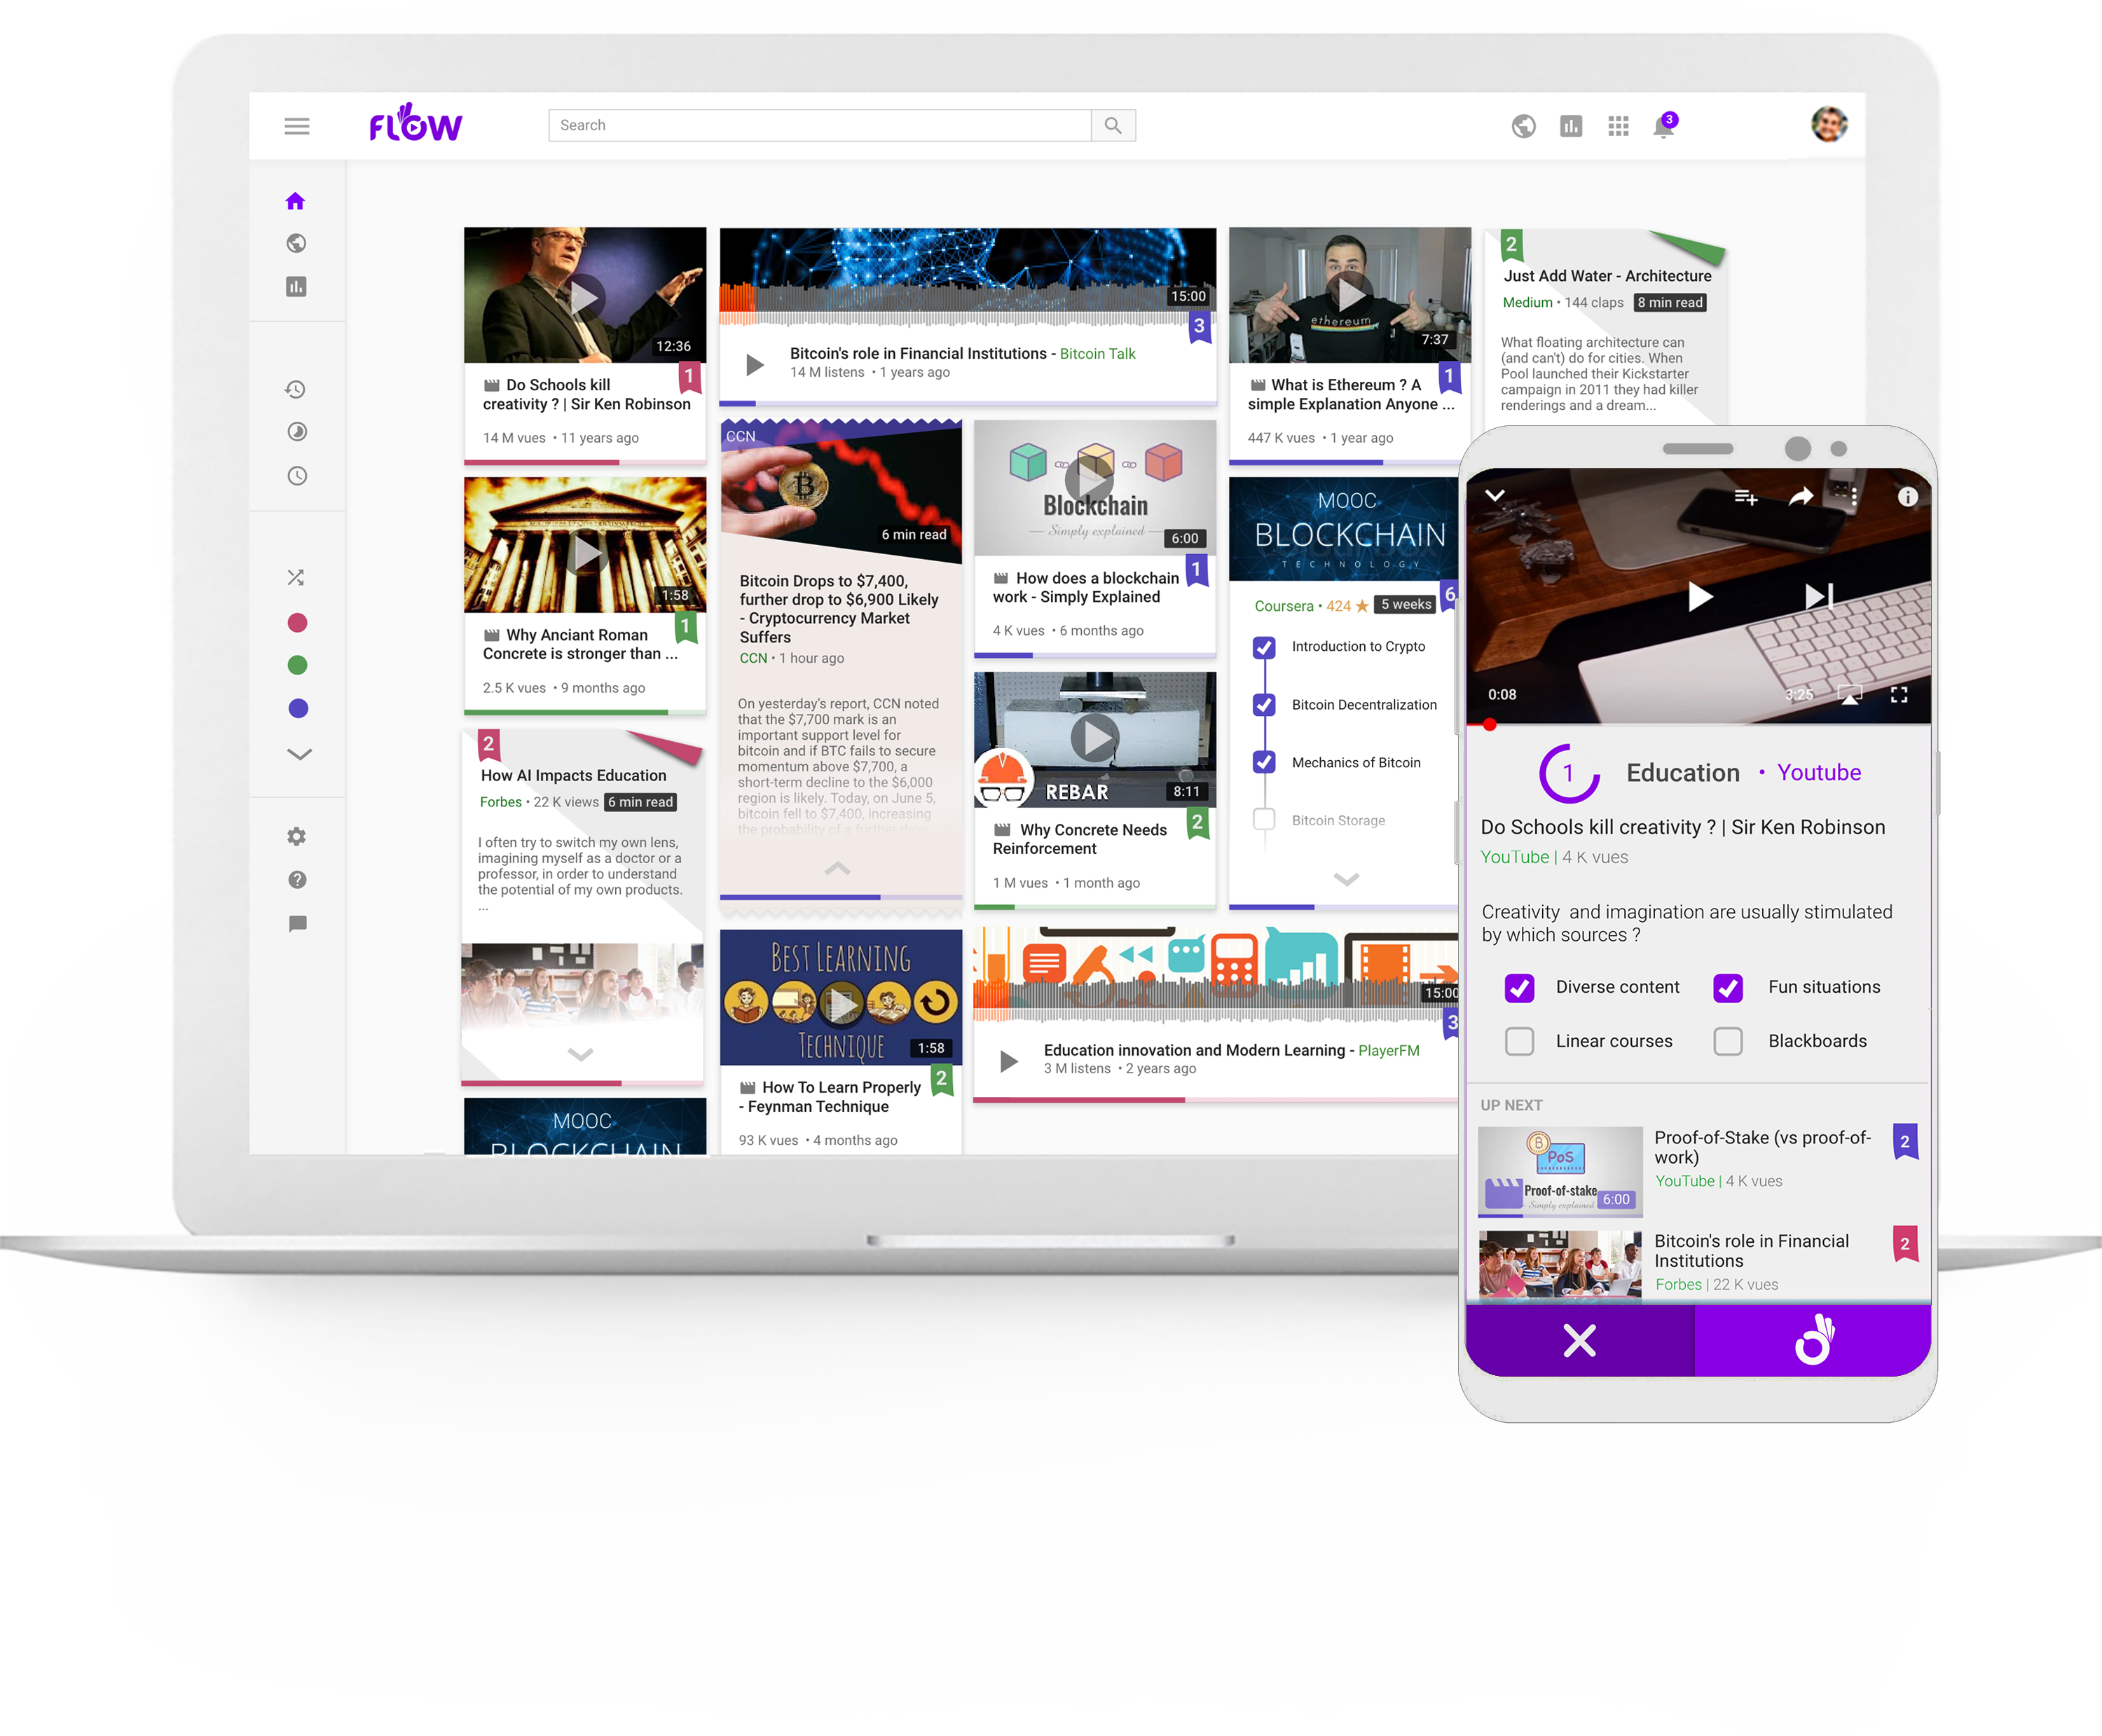 FLOW
Search
3
12:36
1
Do Schools kill
creativity ? | Sir Ken Robinson
14 M vues • 11 years ago
15:00
3
Bitcoin's role in Financial Institutions - Bitcoin Talk
14 M listens • 1 years ago
ethereum
7:37
1
What is Ethereum ? A
simple Explanation Anyone ...
447 K vues • 1 year ago
2
Just Add Water - Architecture
Medium • 144 claps 8 min read
What floating architecture can
(and can't) do for cities. When
Pool launched their Kickstarter
campaign in 2011 they had killer
renderings and a dream...
1:58
1
Why Anciant Roman
Concrete is stronger than ...
2.5 K vues • 9 months ago
CCN
B
6 min read
Bitcoin Drops to $7,400,
further drop to $6,900 Likely
- Cryptocurrency Market
Suffers
CCN • 1 hour ago
On yesterday's report, CCN noted
that the $7,700 mark is an
important support level for
bitcoin and if BTC fails to secure
momentum above $7,700, a
short-term decline to the $6,000
region is likely. Today, on June 5,
bitcoin fell to $7,400, increasing
the probability of a further drop
Blockchain
Simply explained
6:00
1
How does a blockchain
work - Simply Explained
4 K vues • 6 months ago
MOOC
BLOCKCHAIN
TECHNOLOGY
6
Coursera • 424 ★ 5 weeks
Introduction to Crypto
Bitcoin Decentralization
Mechanics of Bitcoin
Bitcoin Storage
REBAR
8:11
2
Why Concrete Needs
Reinforcement
1 M vues • 1 month ago
2
How AI Impacts Education
Forbes • 22 K views 6 min read
I often try to switch my own lens,
imagining myself as a doctor or a
professor, in order to understand
the potential of my own products.
...
BEST LEARNING
TECHNIQUE
1:58
2
How To Learn Properly
- Feynman Technique
93 K vues • 4 months ago
15:00
3
Education innovation and Modern Learning - PlayerFM
3 M listens • 2 years ago
MOOC
BLOCKCHAIN
0:08
3:25
1
Education • Youtube
Do Schools kill creativity ? | Sir Ken Robinson
YouTube | 4 K vues
Creativity and imagination are usually stimulated
by which sources ?
Diverse content
Fun situations
Linear courses
Blackboards
UP NEXT
B
PoS
Proof-of-stake
Simply explained
6:00
Proof-of-Stake (vs proof-of-
work)
YouTube | 4 K vues
2
Bitcoin's role in Financial
Institutions
Forbes | 22 K vues
2